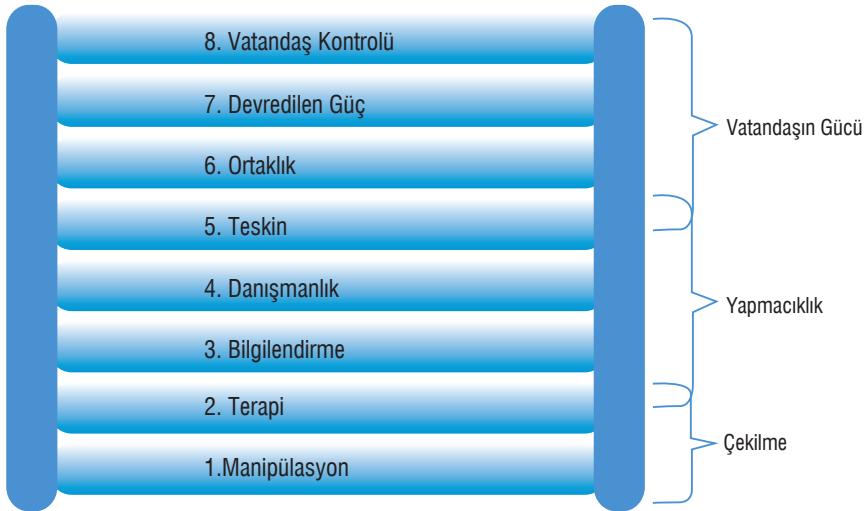 8. Vatandaş Kontrolü
7. Devredilen Güç
6. Ortaklık
5. Teskin
4. Danışmanlık
3. Bilgilendirme
2. Terapi
1.Manipülasyon
Vatandaşın Gücü
Yapmacıklık
Çekilme